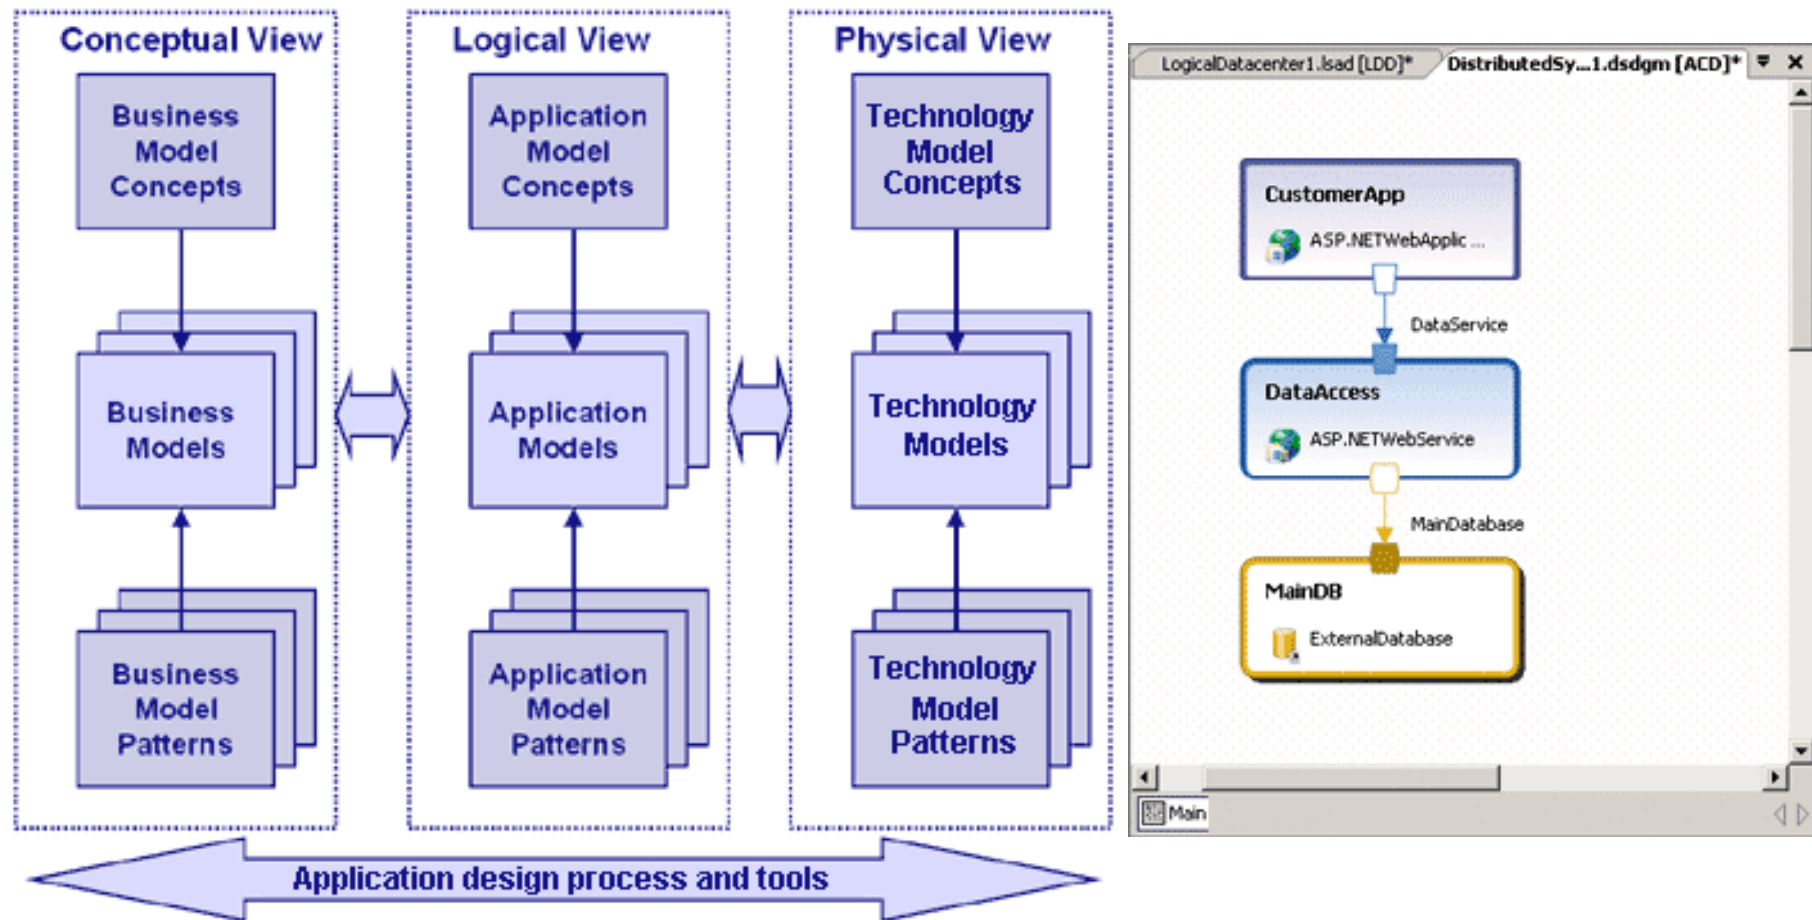 Conceptual View
Business
Model
Concepts
Business
Models
Business
Model
Patterns
Logical View
Application
Model
Concepts
Application
Models
Application
Model
Patterns
Physical View
Technology
Model
Concepts
Technology
Models
Technology
Model
Patterns
Application design process and tools
LogicalDatacenter1.lsad [LDD]*
DistributedSy...1.dsdgm [ACD]*
CustomerApp
ASP.NETWebApplic ...
DataService
DataAccess
ASP.NETWebService
MainDatabase
MainDB
ExternalDatabase
Main